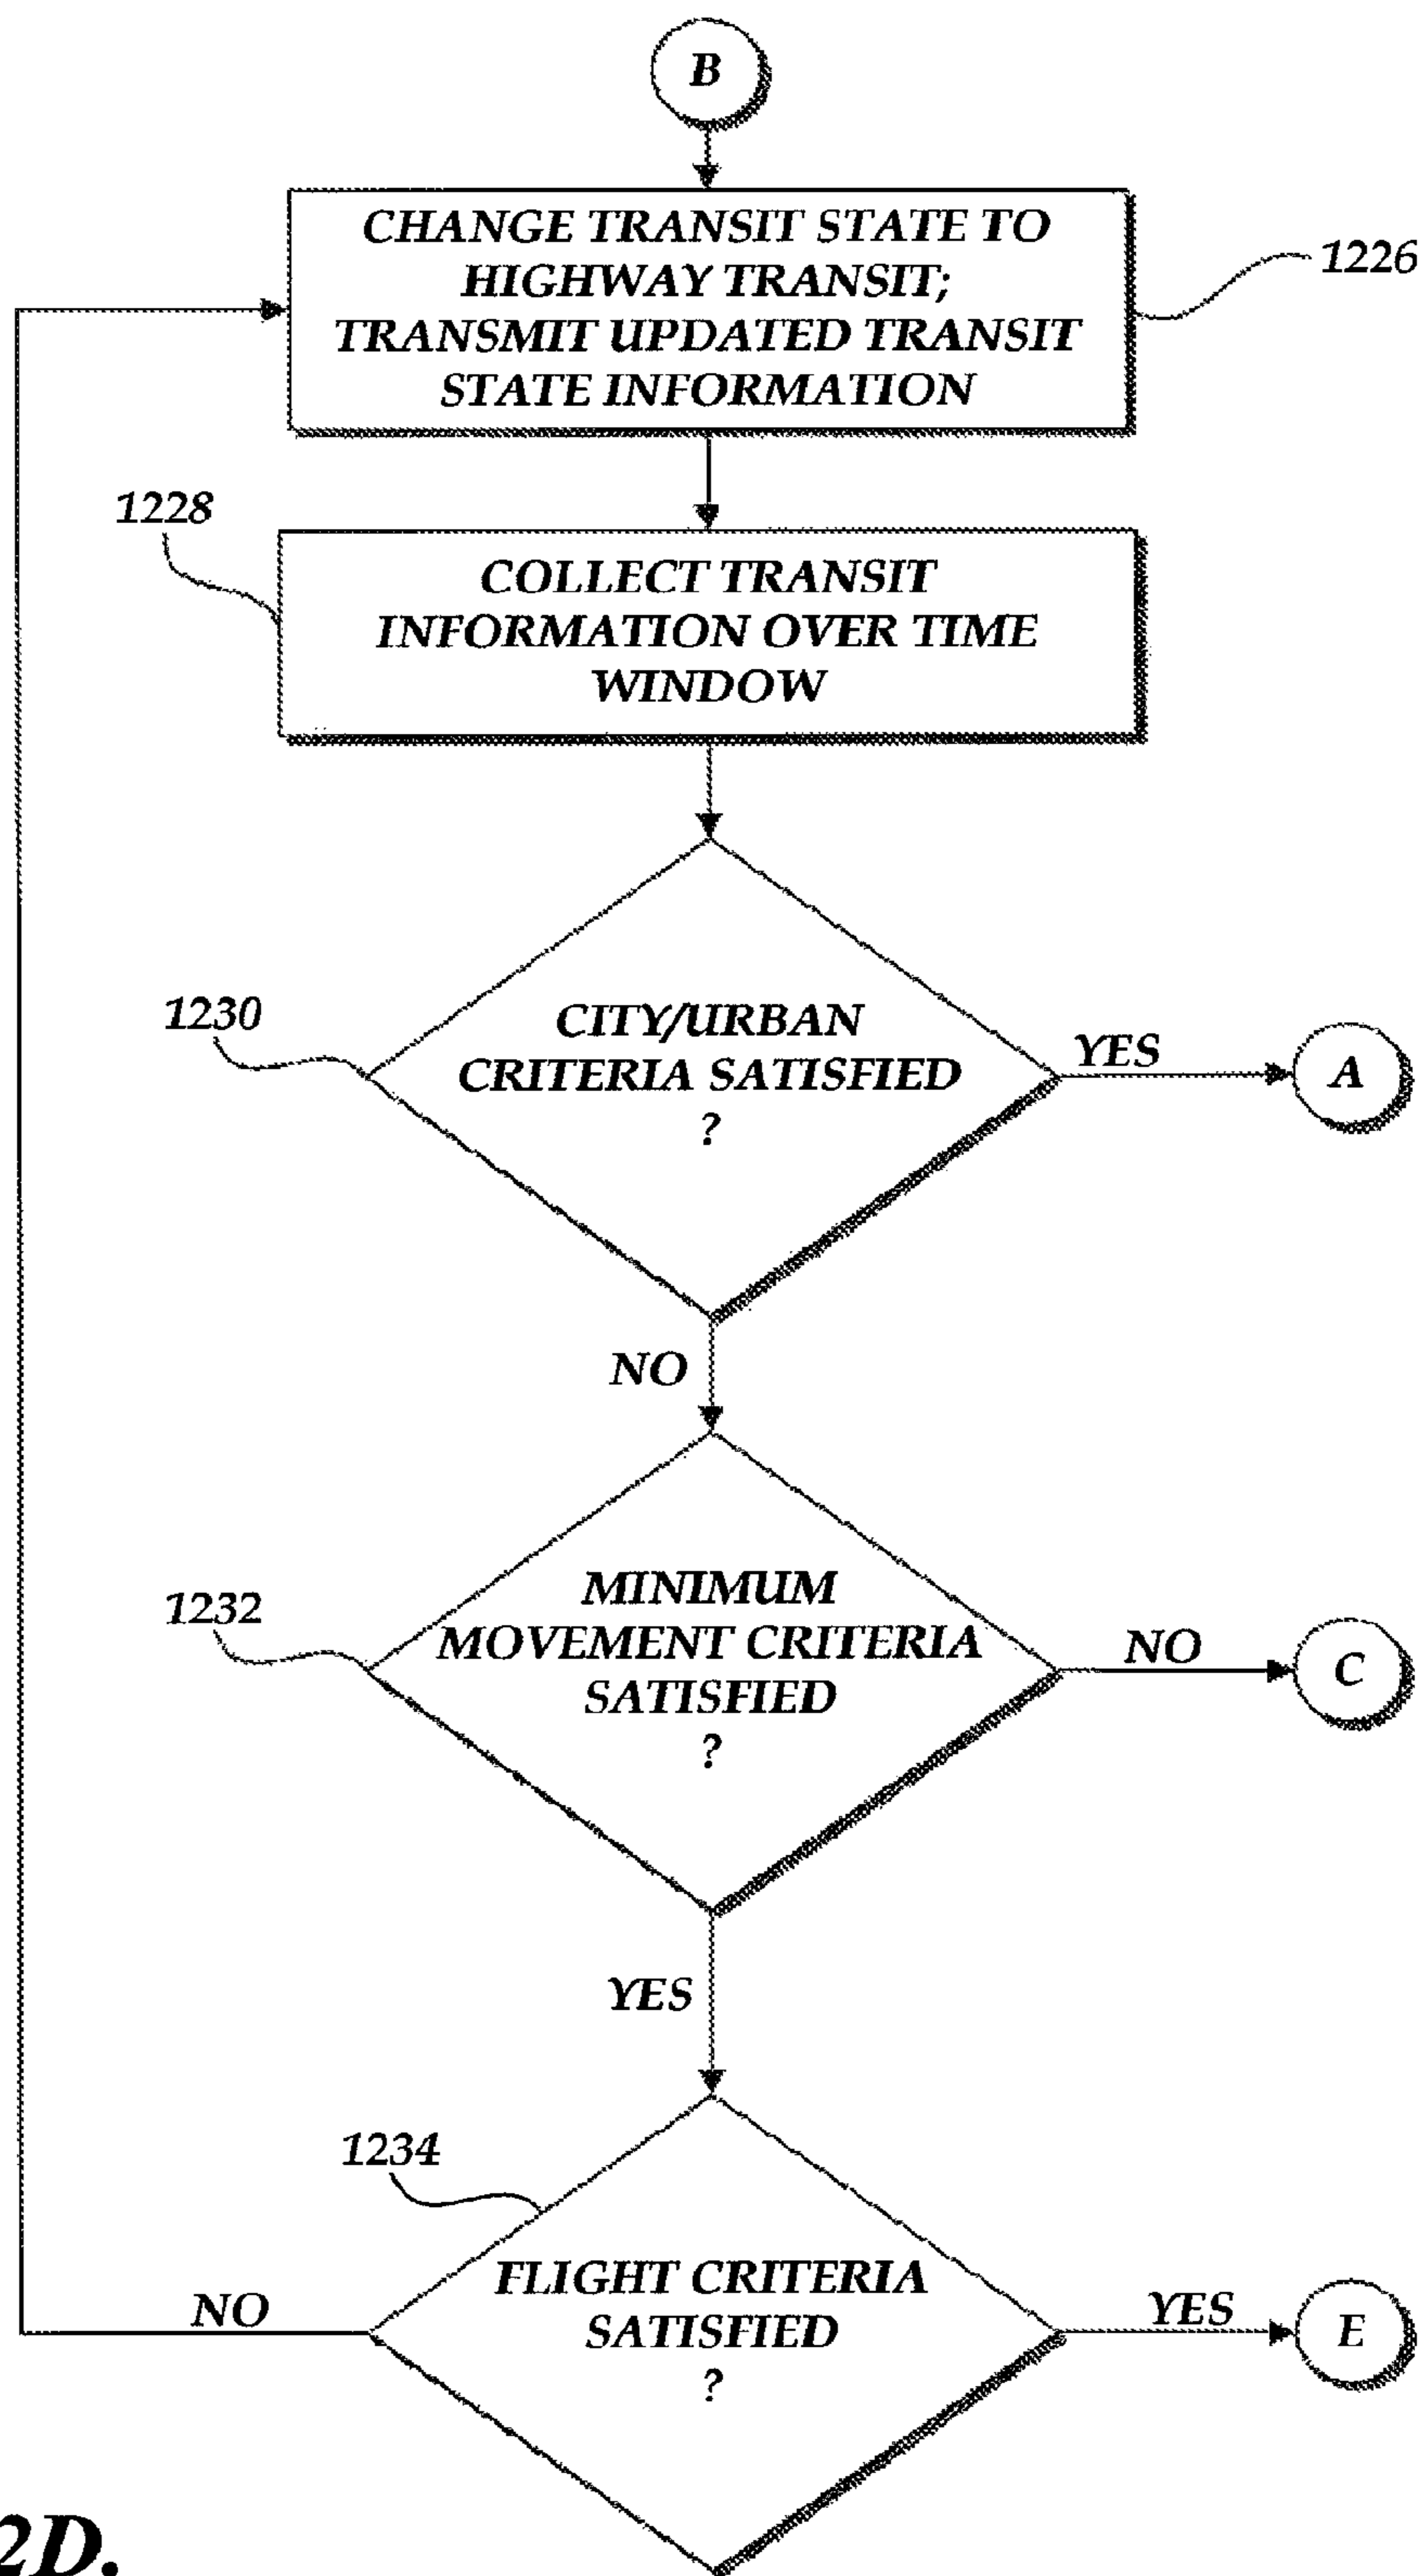 B
CHANGE TRANSIT STATE TO
HIGHWAY TRANSIT;
TRANSMIT UPDATED TRANSIT
STATE INFORMATION
1226
1228
COLLECT TRANSIT
INFORMATION OVER TIME
WINDOW
1230
CITY/URBAN
CRITERIA SATISFIED
?
YES
A
NO
1232
MINIMUM
MOVEMENT CRITERIA
SATISFIED
?
NO
C
YES
1234
FLIGHT CRITERIA
SATISFIED
?
NO
YES
E
2D.